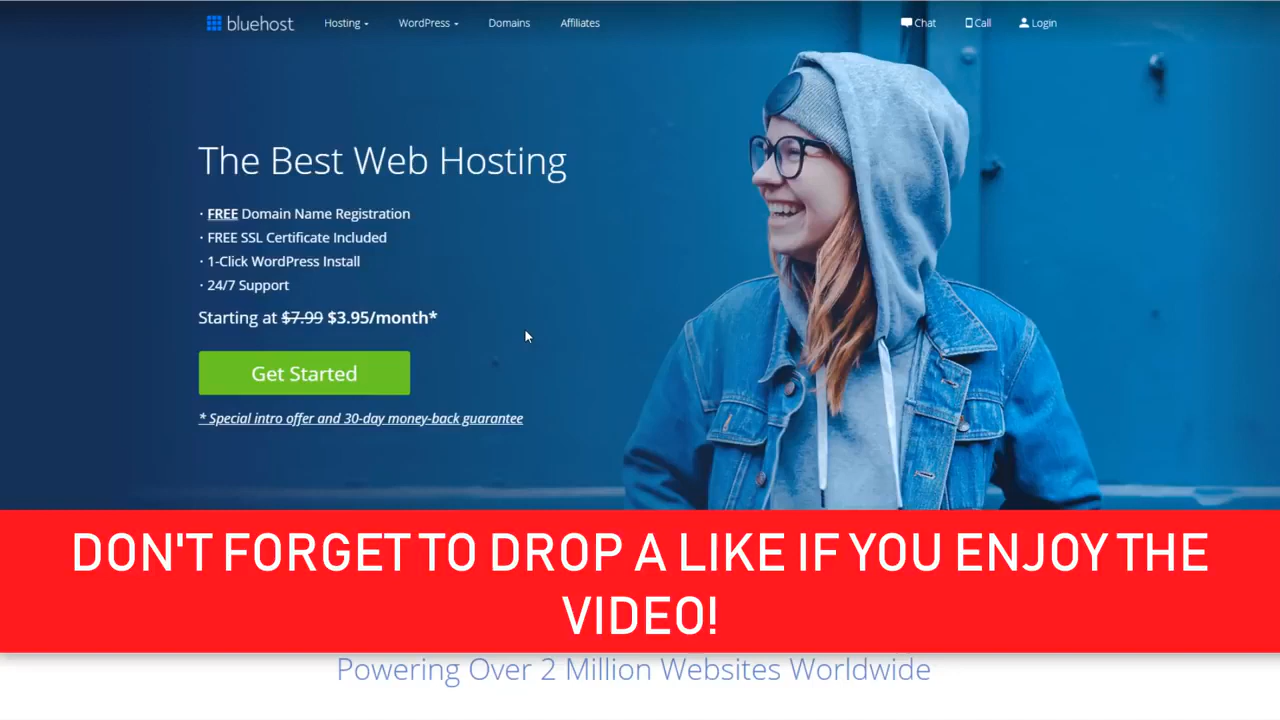 bluehost Hosting WordPress Domains Affiliates Chat Call Login
The Best Web Hosting
· FREE Domain Name Registration
· FREE SSL Certificate Included
· 1-Click WordPress Install
· 24/7 Support
Starting at $7.99 $3.95/month*
Get Started
* Special intro offer and 30-day money-back guarantee
DON'T FORGET TO DROP A LIKE IF YOU ENJOY THE
VIDEO!
Powering Over 2 Million Websites Worldwide